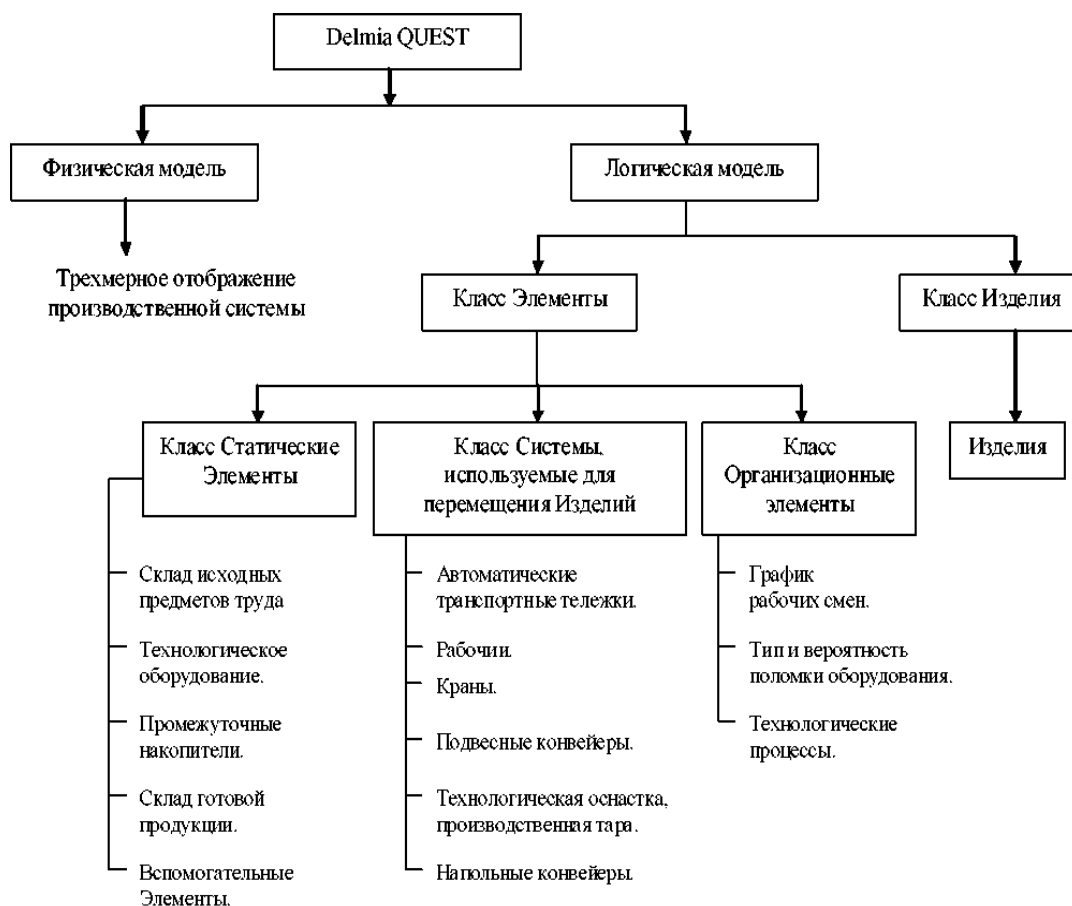 Delmia QUEST
Физическая модель
Логическая модель
Трехмерное отображение
производственной системы
Класс Элементы
Класс Изделия
Класс Статические
Элементы
Класс Системы,
используемые для
перемещения Изделий
Класс
Организационные
элементы
Изделия
Склад исходных
предметов труда
Технологическое
оборудование.
Промежуточные
накопители.
Склад готовой
продукции.
Вспомогательные
Элементы.
Автоматические
транспортные тележки.
Рабочии.
Краны.
Подвесные конвейеры.
Технологическая оснастка,
производственная тара.
Напольные конвейеры.
График
рабочих смен.
Тип и вероятность
поломки оборудования.
Технологические
процессы.